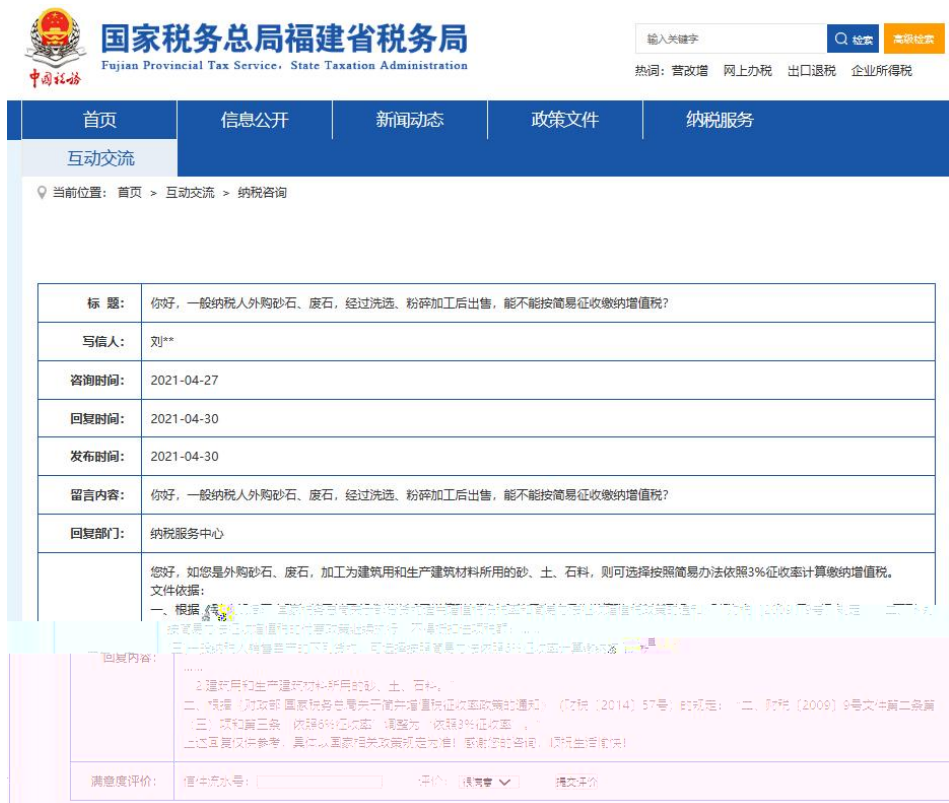 国家税务总局福建省税务局
Fujian Provincial Tax Service, State Taxation Administration
中国税务
输入关键字
检索
高级检索
热词： 营改增 网上办税 出口退税 企业所得税
首页 信息公开 新闻动态 政策文件 纳税服务
互动交流
当前位置： 首页 > 互动交流 > 纳税咨询
标 题： 你好，一般纳税人外购砂石、废石，经过洗选、粉碎加工后出售，能不能按简易征收缴纳增值税？
写信人： 刘**
咨询时间： 2021-04-27
回复时间： 2021-04-30
发布时间： 2021-04-30
留言内容： 你好，一般纳税人外购砂石、废石，经过洗选、粉碎加工后出售，能不能按简易征收缴纳增值税？
回复部门： 纳税服务中心
您好，如您是外购砂石、废石，加工为建筑用和生产建筑材料所用的砂、土、石料，则可选择按照简易办法依照3%征收率计算缴纳增值税。
文件依据：
一、根据
回复内容：
……
2.建筑用和生产建筑材料所用的砂、土、石料。
二、根据《财政部 国家税务总局关于简并增值税征收率政策的通知》（财税〔2014〕57号）的规定：“二、财税〔2009〕9号文件第二条第
（三）项和第三条“依照6%征收率”调整为“依照3%征收率”。”
上述回复仅供参考，具体以国家相关政策规定为准！感谢您的咨询，顺祝生活愉快！
满意度评价： 信件流水号： 评价： 很满意 提交评价